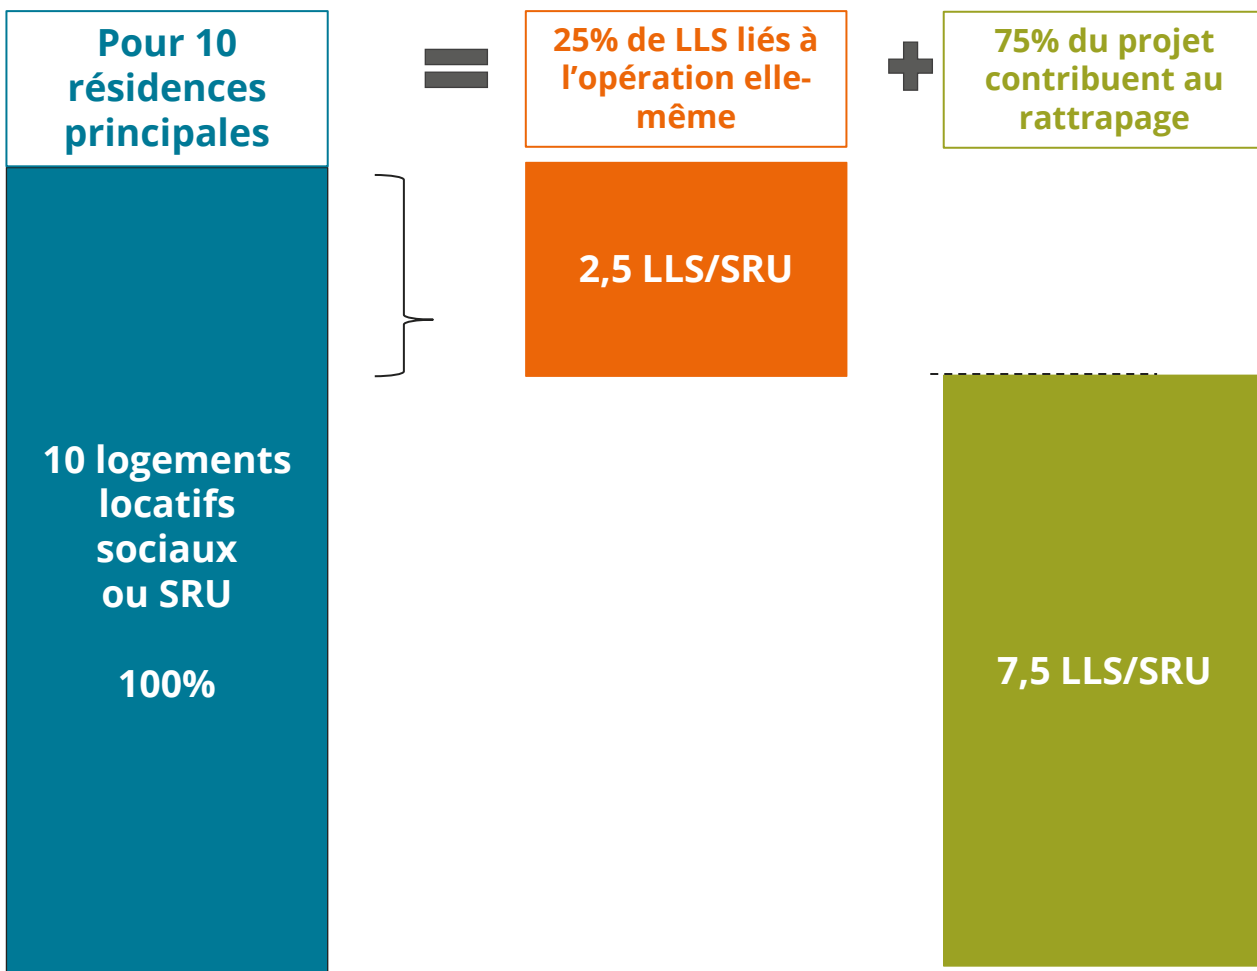 Pour 10
résidences
principales
=
25% de LLS liés à
l’opération elle-
même
+
75% du projet
contribuent au
rattrapage
10 logements
locatifs
sociaux
ou SRU
100%
2,5 LLS/SRU
7,5 LLS/SRU